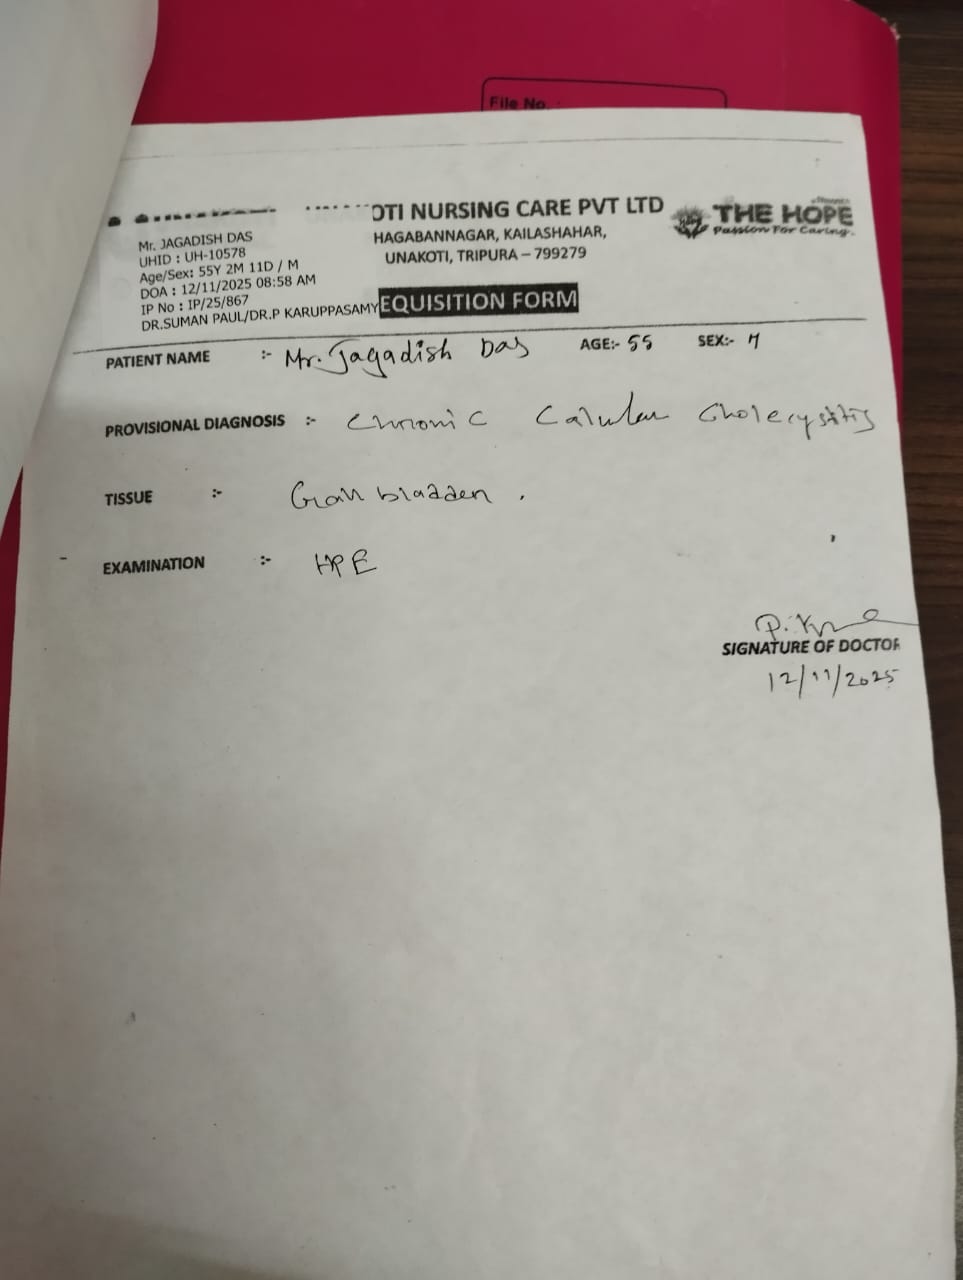 File No.
OTI NURSING CARE PVT LTD
HAGABANNAGAR, KAILASHAHAR,
UNAKOTI, TRIPURA – 799279
THE HOPE
Passion For Caring.
Mr. JAGADISH DAS
UHID : UH-10578
Age/Sex: 55Y 2M 11D / M
DOA : 12/11/2025 08:58 AM
IP No : IP/25/867
DR.SUMAN PAUL/DR.P KARUPPASAMY
EQUISITION FORM
PATIENT NAME :- Mr. Jagadish Das AGE:- 55 SEX:- M
PROVISIONAL DIAGNOSIS :- Chronic Calular Cholecystitis
TISSUE :- Gall bladder .
EXAMINATION :- HPE
SIGNATURE OF DOCTOR
12/11/2025